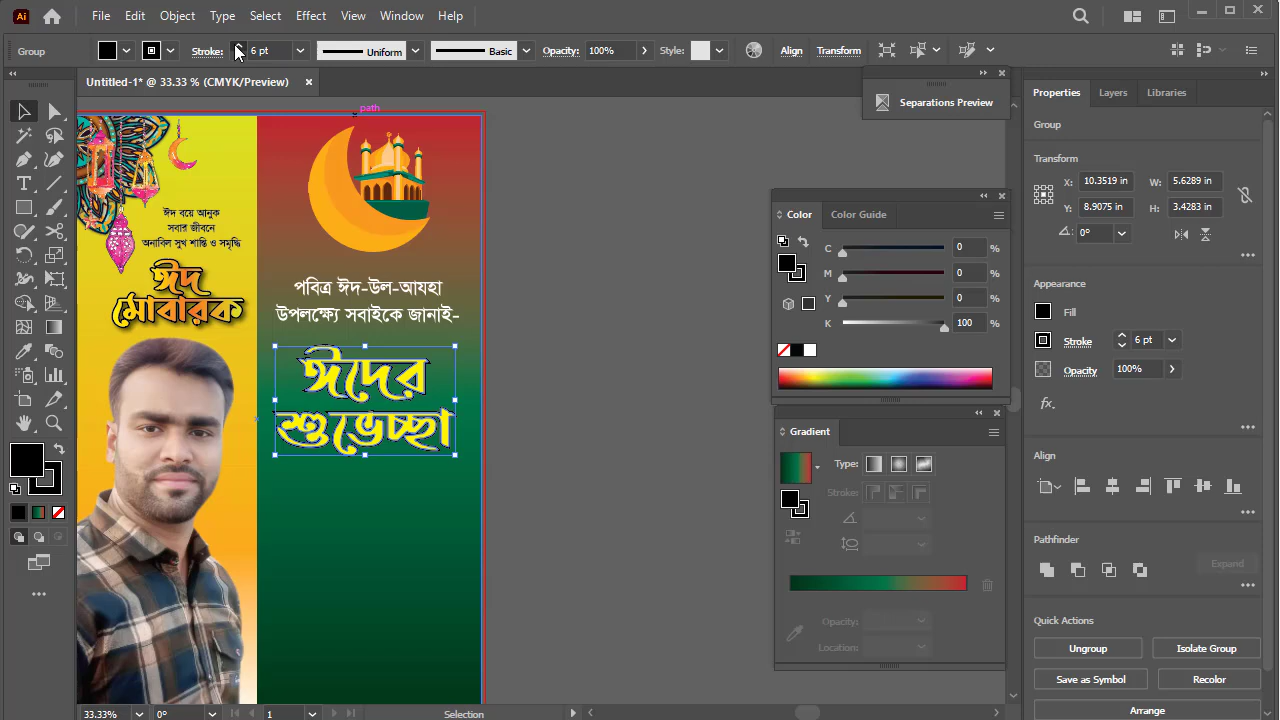 File Edit Object Type Select Effect View Window Help
Group Stroke: 6 pt Uniform Basic Opacity: 100% Style: Align Transform
Untitled-1* @ 33.33 % (CMYK/Preview)
path
Separations Preview
Properties Layers Libraries
Group
Transform
X: 10.3519 in W: 5.6289 in
Y: 8.9075 in H: 3.4283 in
0°
Appearance
Fill
Stroke 6 pt
Opacity 100%
fx.
Align
Pathfinder
Expand
Quick Actions
Ungroup Isolate Group
Save as Symbol Recolor
Arrange
Color Color Guide
C 0 %
M 0 %
Y 0 %
K 100 %
Gradient
Type:
Stroke:
Opacity:
Location:
ঈদ বয়ে আনুক
সবার জীবনে
অনাবিল সুখ শান্তি ও সমৃদ্ধি
ঈদ
মোবারক
পবিত্র ঈদ-উল-আযহা
উপলক্ষ্যে সবাইকে জানাই-
ঈদের
শুভেচ্ছা
33.33% 0° 1 Selection
Ai